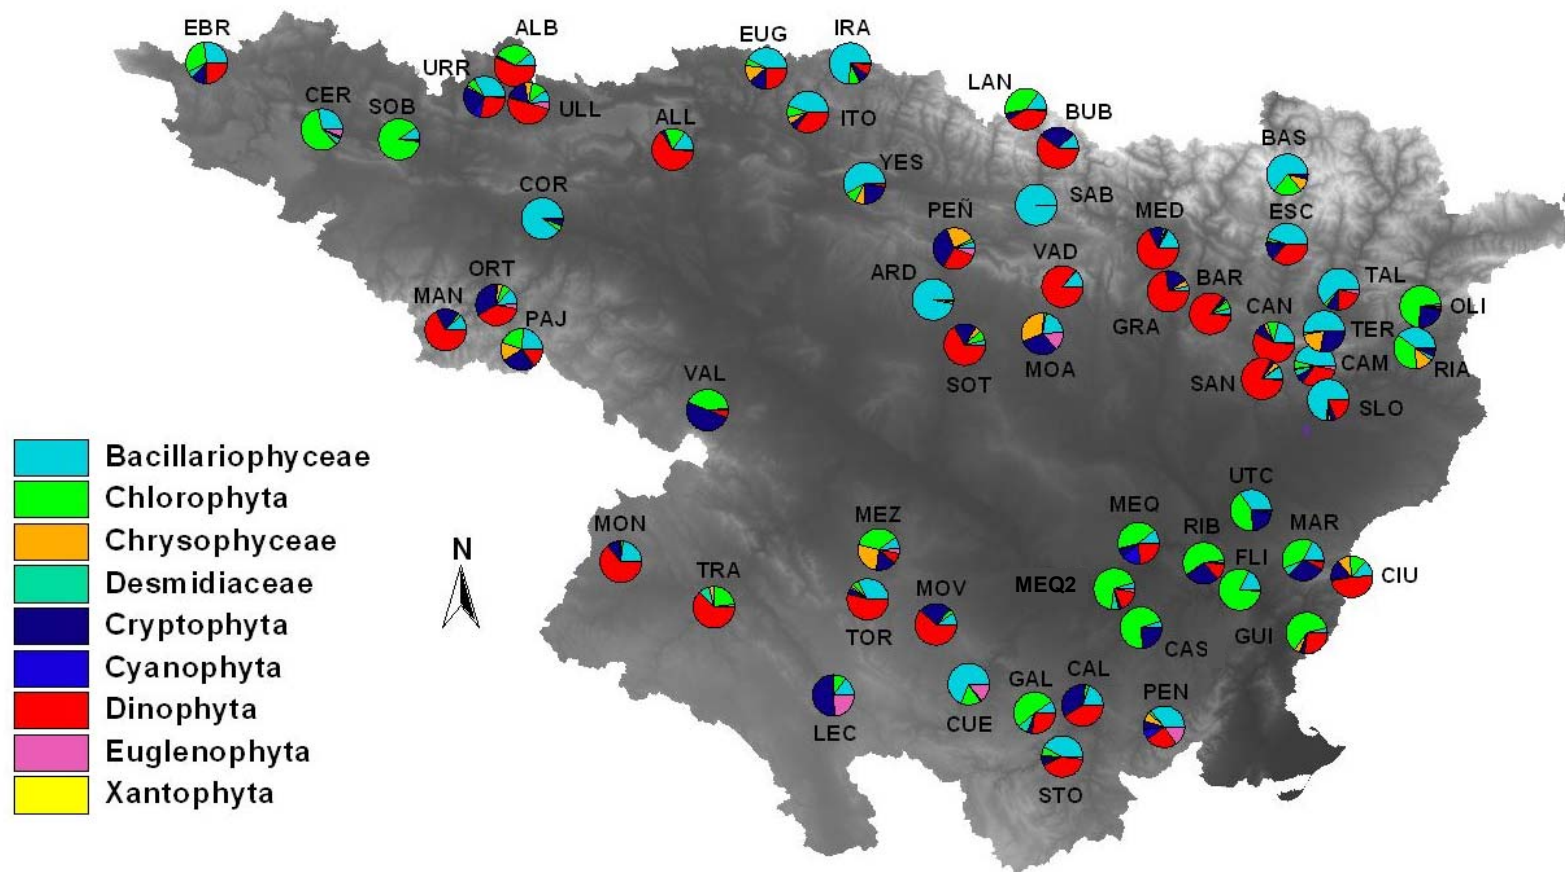 EBR
ALB
EUG
IRA
URR
LAN
CER
SOB
ULL
ALL
ITO
BUB
BAS
YES
COR
SAB
PEÑ
MED
ESC
ARD
VAD
ORT
BAR
TAL
MAN
CAN
OLI
PAJ
GRA
TER
SOT
MOA
CAM
RIA
VAL
SAN
SLO
Bacillariophyceae
Chlorophyta
Chrysophyceae
Desmidiaceae
Cryptophyta
Cyanophyta
Dinophyta
Euglenophyta
Xantophyta
N
UTC
MON
MEZ
MEQ
RIB
MAR
FLI
TRA
MEQ2
CIU
MOV
TOR
CAS
GUI
CAL
GAL
PEN
LEC
CUE
STO